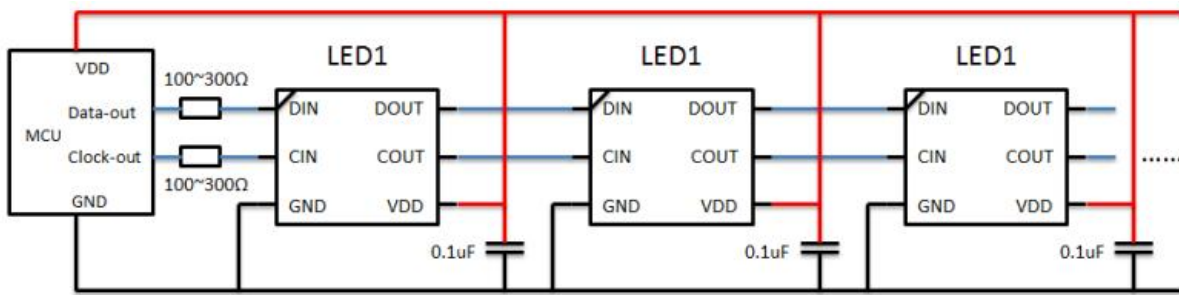 LED1 LED1 LED1
VDD 100~300Ω
Data-out DIN DOUT DIN DOUT DIN DOUT
MCU
Clock-out CIN COUT CIN COUT CIN COUT ......
100~300Ω
GND GND VDD GND VDD GND VDD
0.1uF 0.1uF 0.1uF